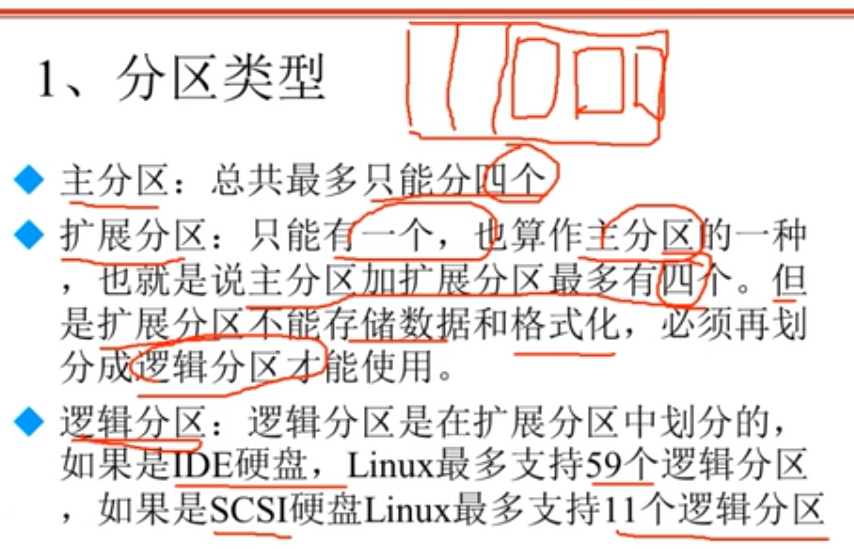 1、分区类型
主分区：总共最多只能分四个
扩展分区：只能有一个，也算作主分区的一种
，也就是说主分区加扩展分区最多有四个。但
是扩展分区不能存储数据和格式化，必须再划
分成逻辑分区才能使用。
逻辑分区：逻辑分区是在扩展分区中划分的，
如果是IDE硬盘，Linux最多支持59个逻辑分区
，如果是SCSI硬盘Linux最多支持11个逻辑分区